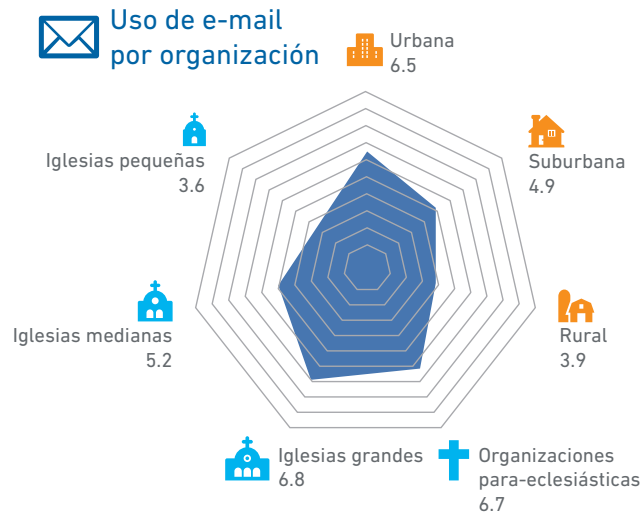 Uso de e-mail
por organización
Urbana
6.5
Suburbana
4.9
Rural
3.9
Organizaciones
para-eclesiásticas
6.7
Iglesias grandes
6.8
Iglesias medianas
5.2
Iglesias pequeñas
3.6